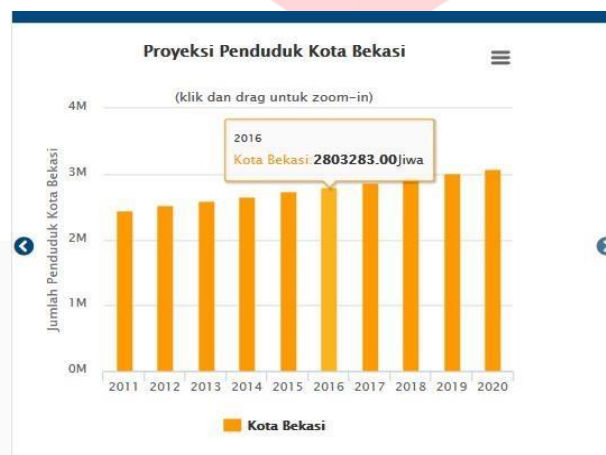 Proyeksi Penduduk Kota Bekasi
(klik dan drag untuk zoom-in)
Jumlah Penduduk Kota Bekasi
4M
3M
2M
1M
0M
2016
Kota Bekasi:2803283.00Jiwa
2011 2012 2013 2014 2015 2016 2017 2018 2019 2020
Kota Bekasi